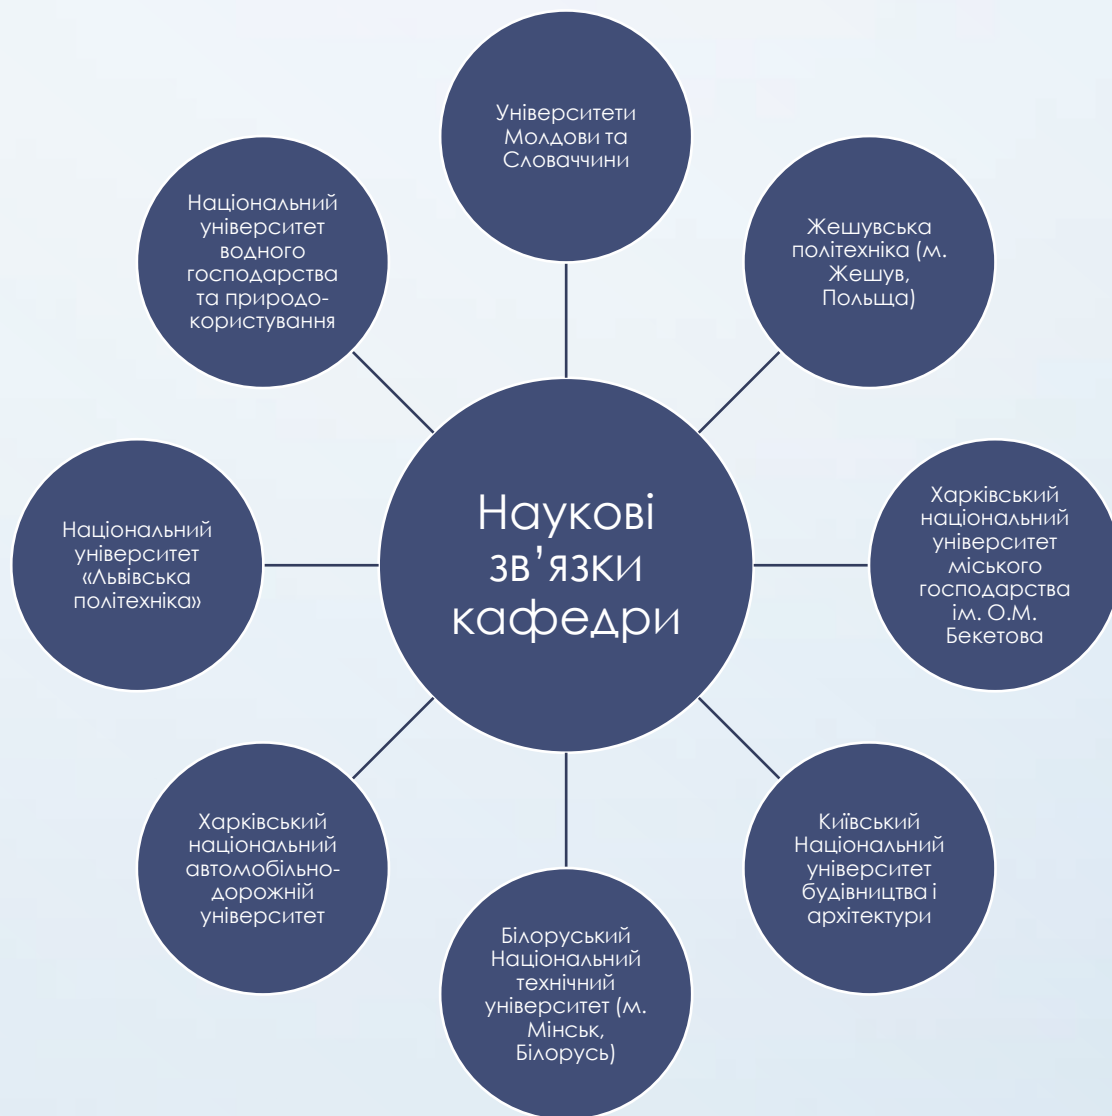 Університети
Молдови та
Словаччини
Жешувська
політехніка (м.
Жешув,
Польща)
Харківський
національний
університет
міського
господарства
ім. О.М.
Бекетова
Київський
Національний
університет
будівництва і
архітектури
Білоруський
Національний
технічний
університет (м.
Мінськ,
Білорусь)
Харківський
національний
автомобільно-
дорожній
університет
Національний
університет
«Львівська
політехніка»
Національний
університет
водного
господарства
та природо-
користування
Наукові
зв’язки
кафедри